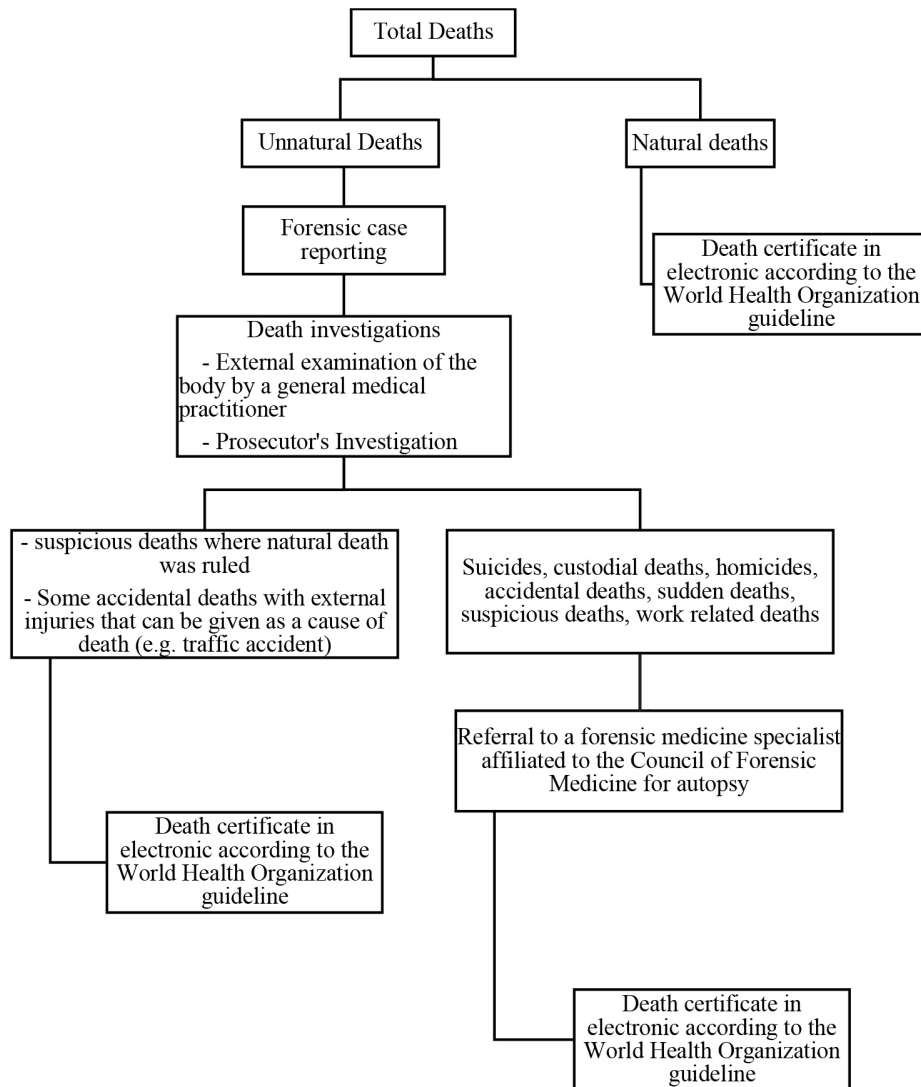 Total Deaths
Unnatural Deaths
Natural deaths
Forensic case
reporting
Death certificate in
electronic according to the
World Health Organization
guideline
Death investigations
- External examination of the
body by a general medical
practitioner
- Prosecutor's Investigation
- suspicious deaths where natural death
was ruled
- Some accidental deaths with external
injuries that can be given as a cause of
death (e.g. traffic accident)
Suicides, custodial deaths, homicides,
accidental deaths, sudden deaths,
suspicious deaths, work related deaths
Referral to a forensic medicine specialist
affiliated to the Council of Forensic
Medicine for autopsy
Death certificate in
electronic according to the
World Health Organization
guideline
Death certificate in
electronic according to the
World Health Organization
guideline